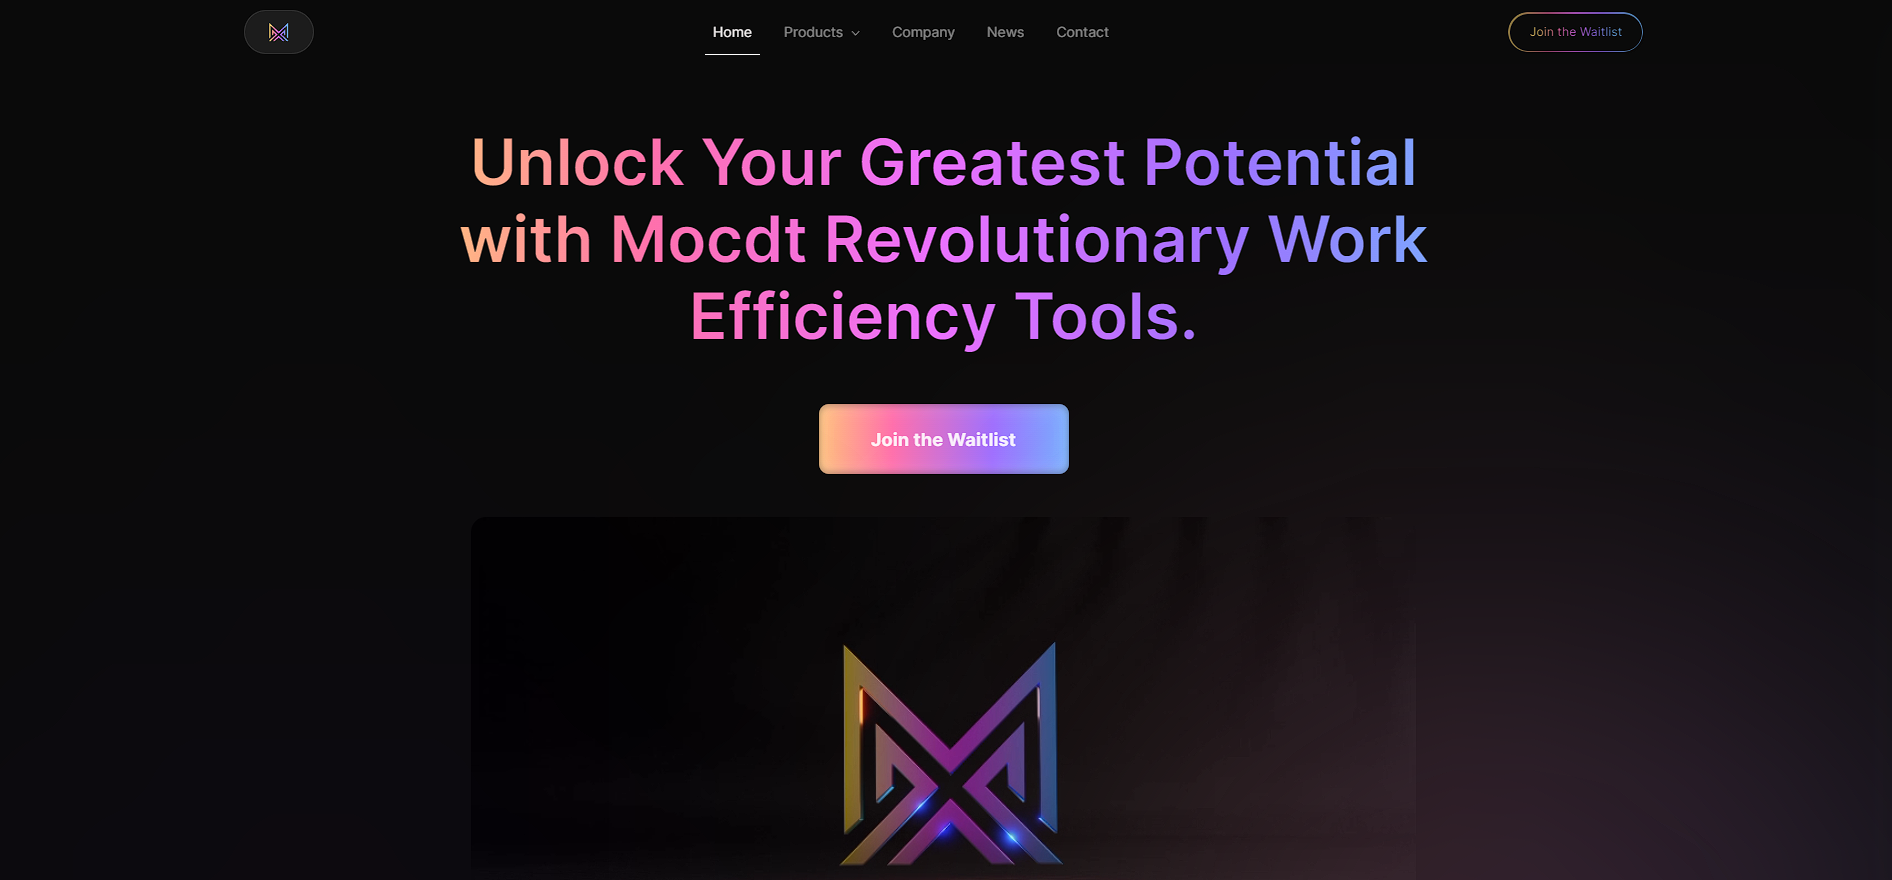 Home
Products
Company
News
Contact
Join the Waitlist
Unlock Your Greatest Potential
with Mocdt Revolutionary Work
Efficiency Tools.
Join the Waitlist